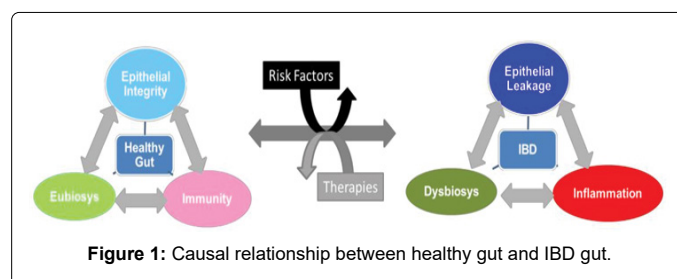 Epithelial
Integrity
Healthy
Gut
Eubiosys
Immunity
Risk Factors
Therapies
Epithelial
Leakage
IBD
Dysbiosys
Inflammation
Figure 1: Causal relationship between healthy gut and IBD gut.